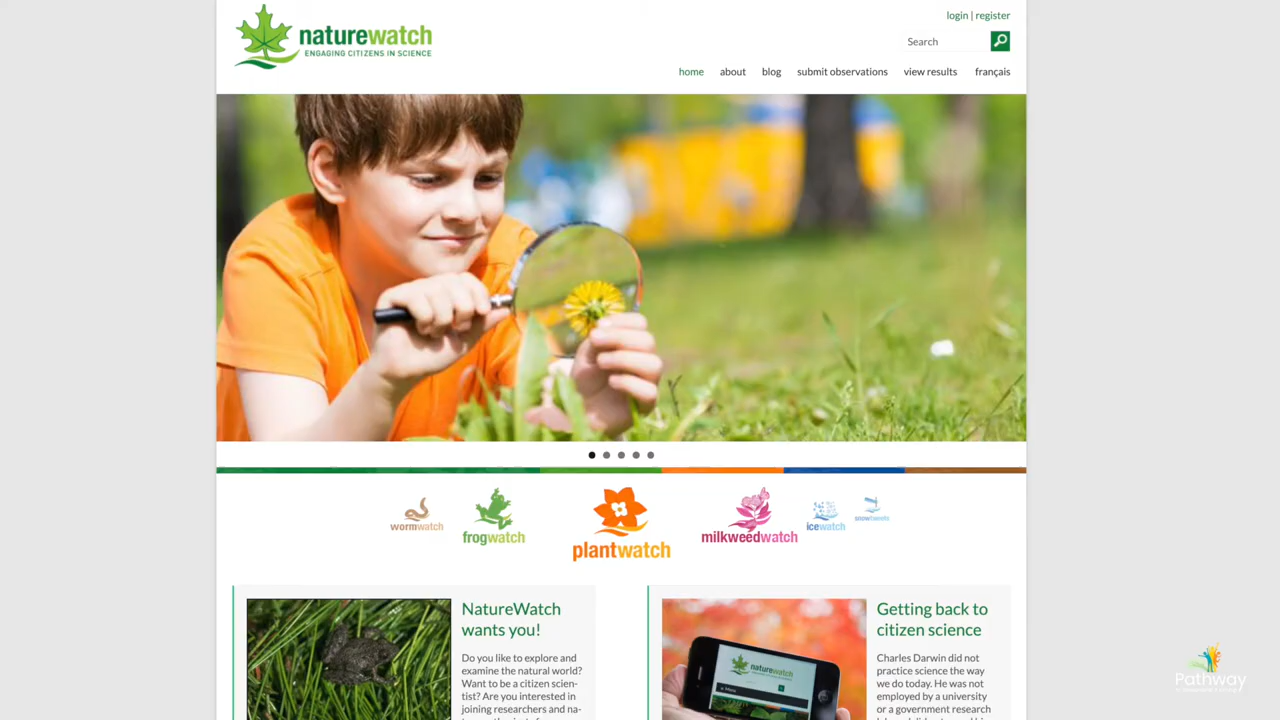 login | register
naturewatch
ENGAGING CITIZENS IN SCIENCE
Search
home about blog submit observations view results français
wormwatch frogwatch plantwatch milkweedwatch icewatch snowtweets
NatureWatch
wants you!
Do you like to explore and
examine the natural world?
Want to be a citizen scien-
tist? Are you interested in
joining researchers and na-
naturewatch
Getting back to
citizen science
Charles Darwin did not
practice science the way
we do today. He was not
employed by a university
or a government research
Pathway